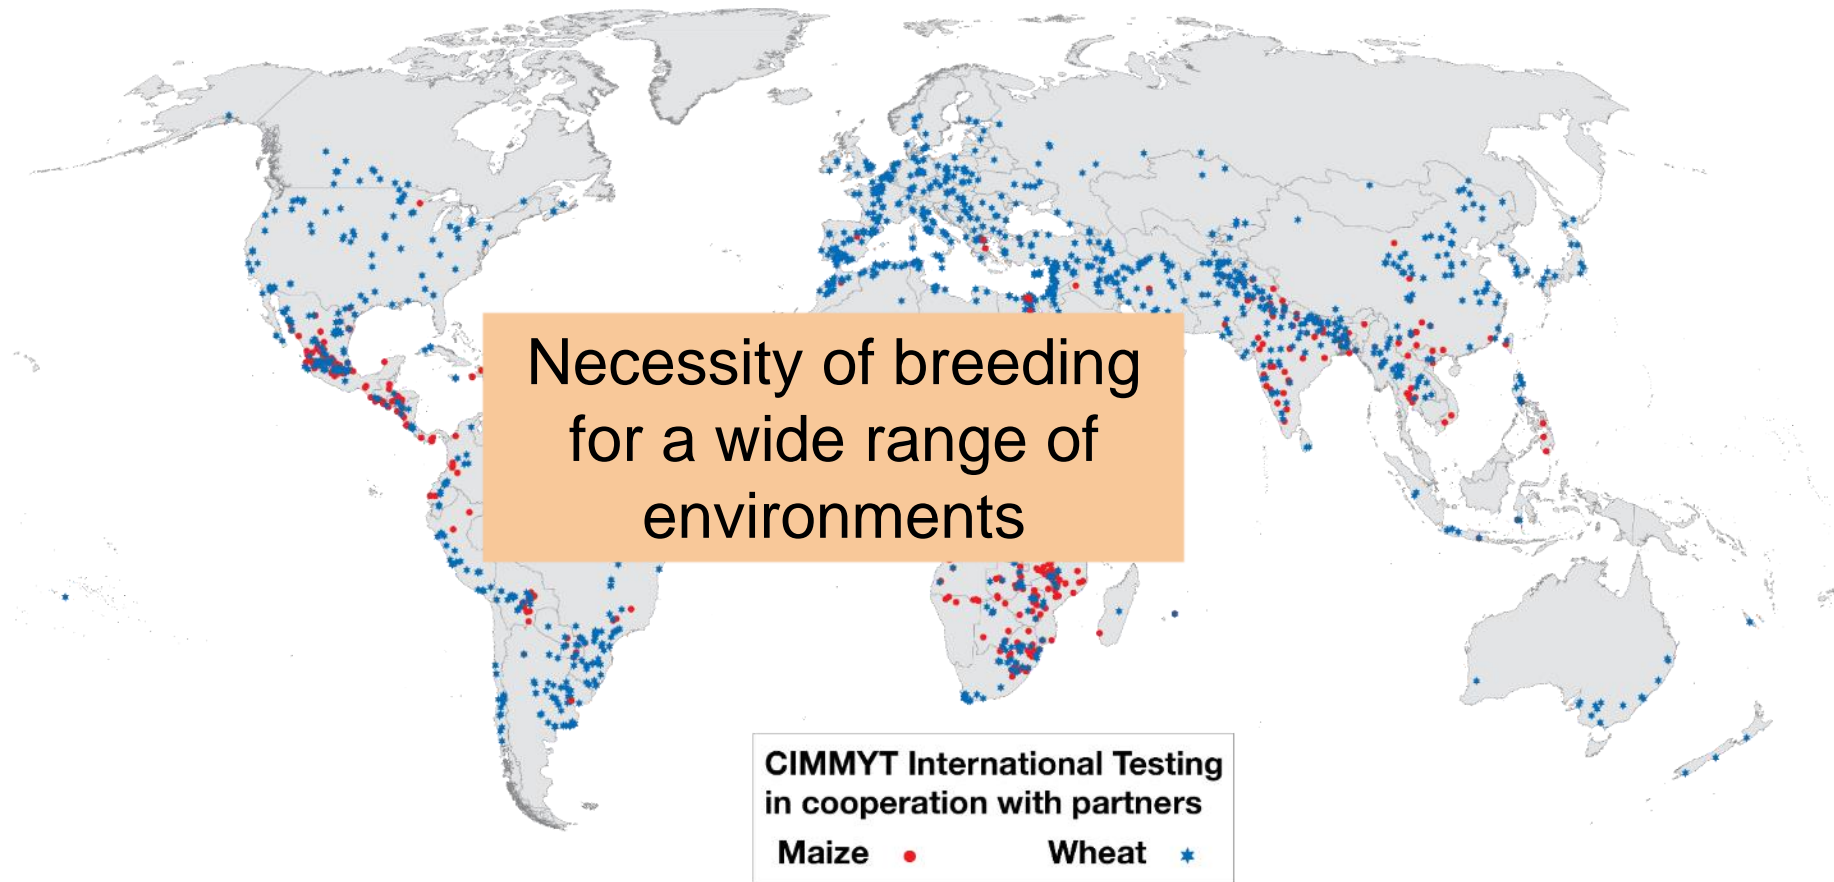 Necessity of breeding
for a wide range of
environments
CIMMYT International Testing
in cooperation with partners
Maize Wheat